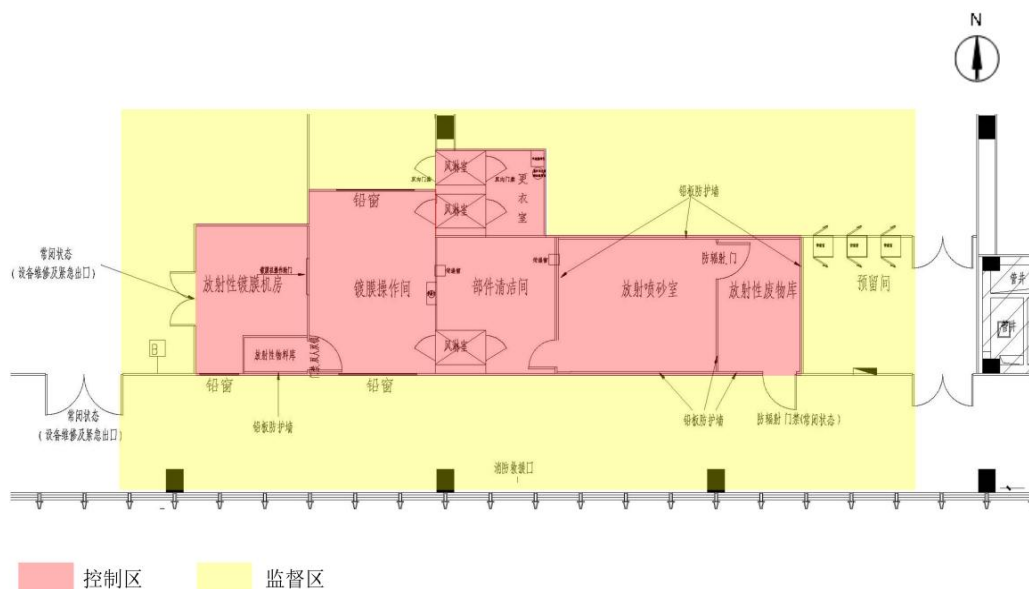 N
铅窗
风淋室
风淋室
更衣室
铅板防护墙
常闭状态
(设备维修及紧急出口)
放射性镀膜机房
镀膜操作间
部件清洁间
放射喷砂室
防辐射 门
放射性废物库
预留间
管井
管井
放射性物料库
风淋室
B
铅窗
铅窗
铅板防护墙
铅板防护墙
防辐射 门禁(常闭状态)
常闭状态
(设备维修及紧急出口)
消防救援口
控制区
监督区